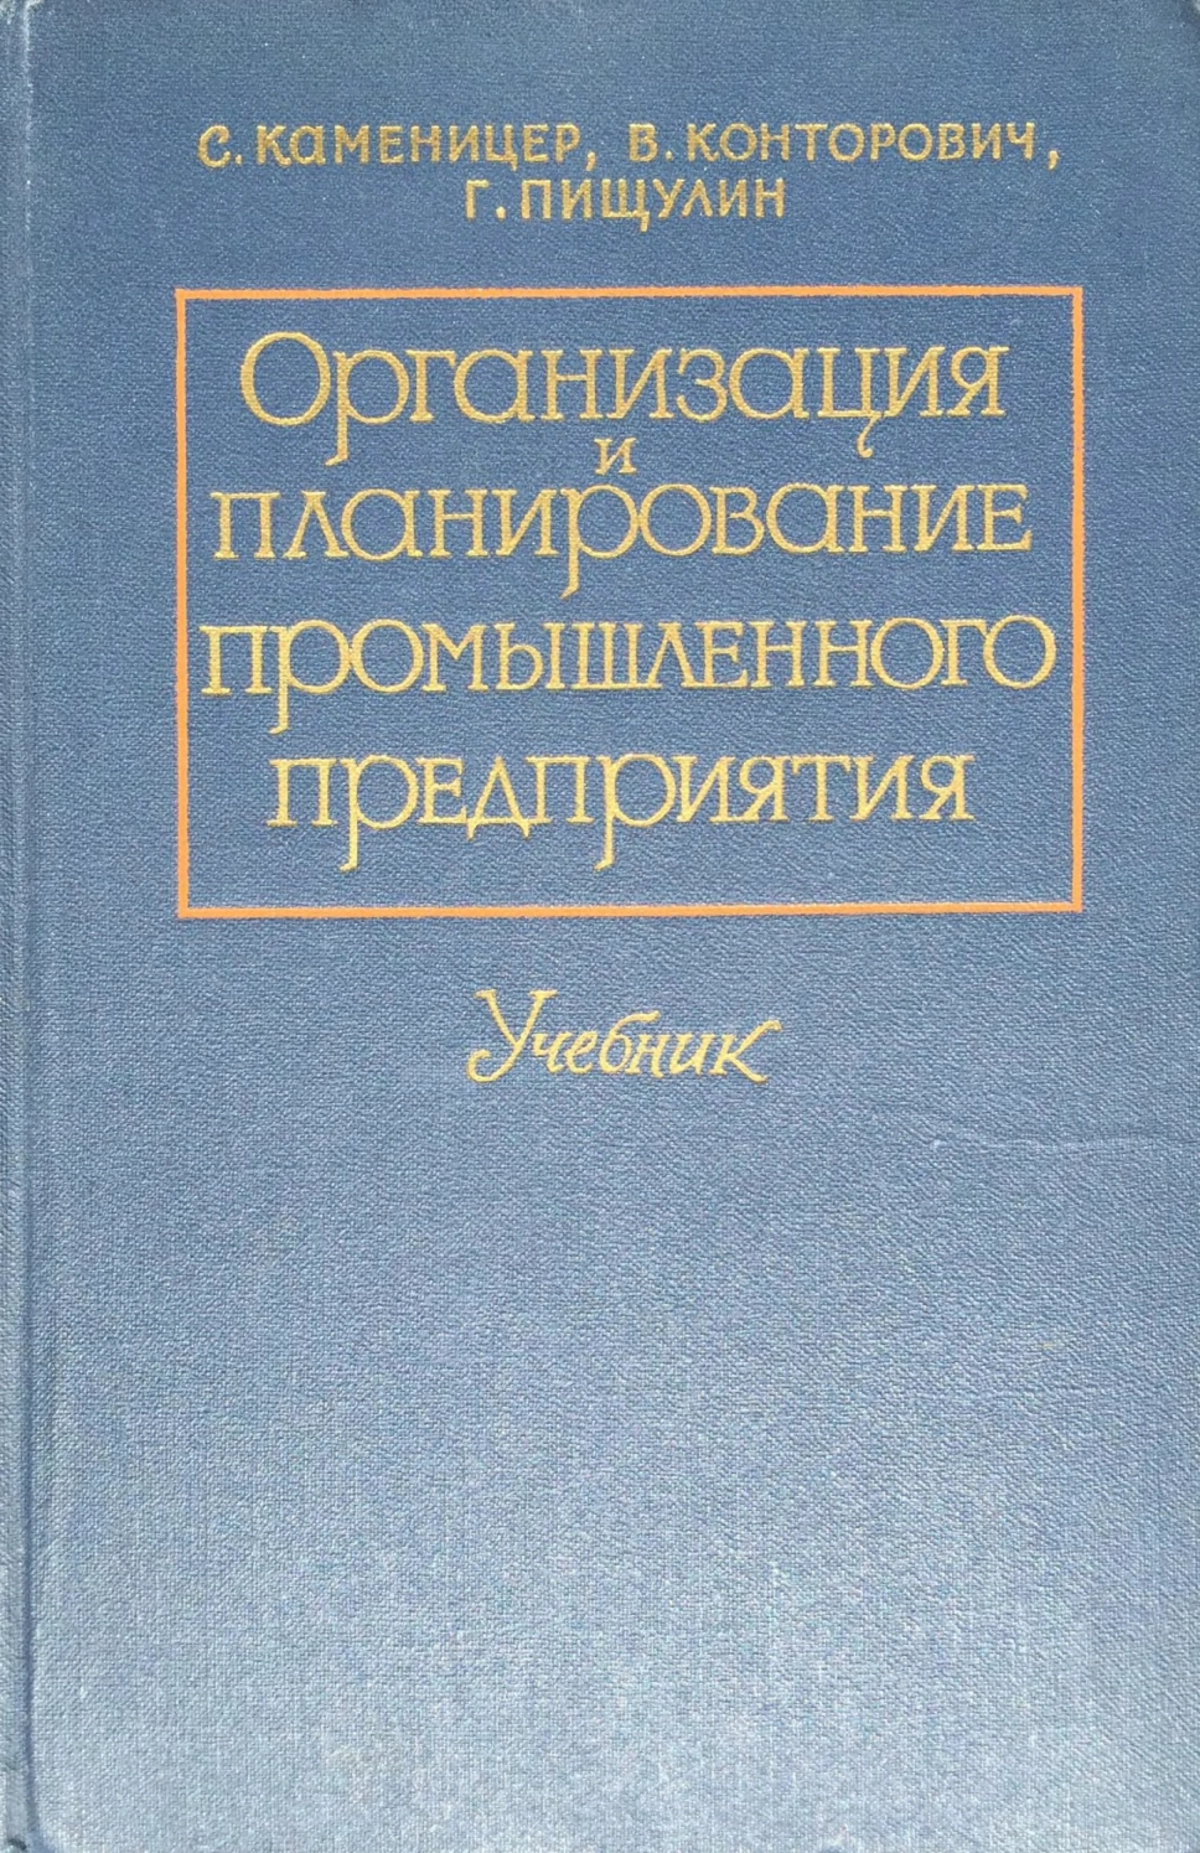 С. КАМЕНИЦЕР, В. КОНТОРОВИЧ,
Г. ПИЩУЛИН
Организация
и
планирование
промышленного
предприятия
Учебник